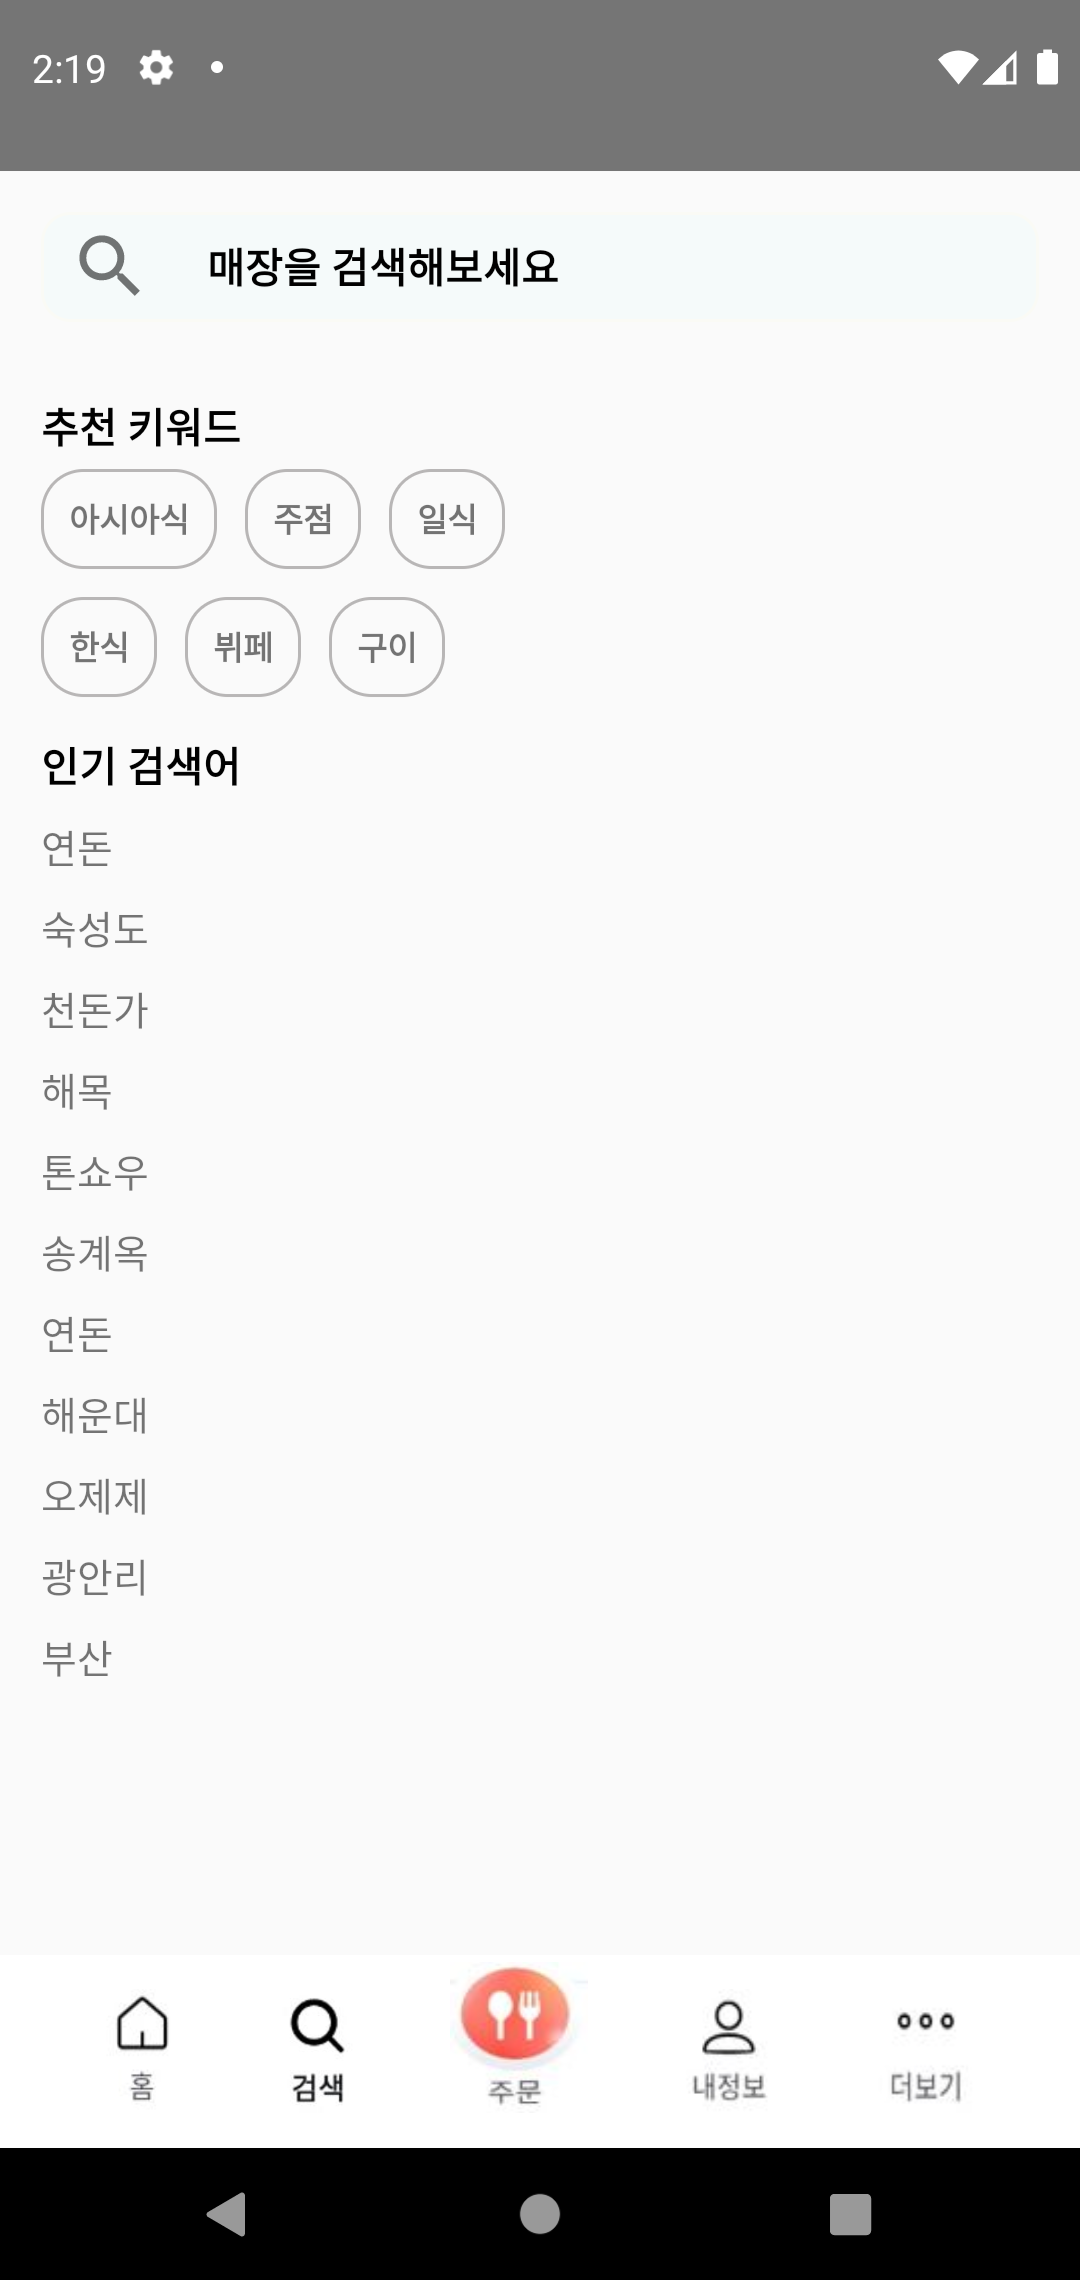 2:19
매장을 검색해보세요
추천 키워드
아시아식 주점 일식
한식 뷔페 구이
인기 검색어
연돈
숙성도
천돈가
해목
톤쇼우
송계옥
연돈
해운대
오제제
광안리
부산
홈 검색 주문 내정보 더보기